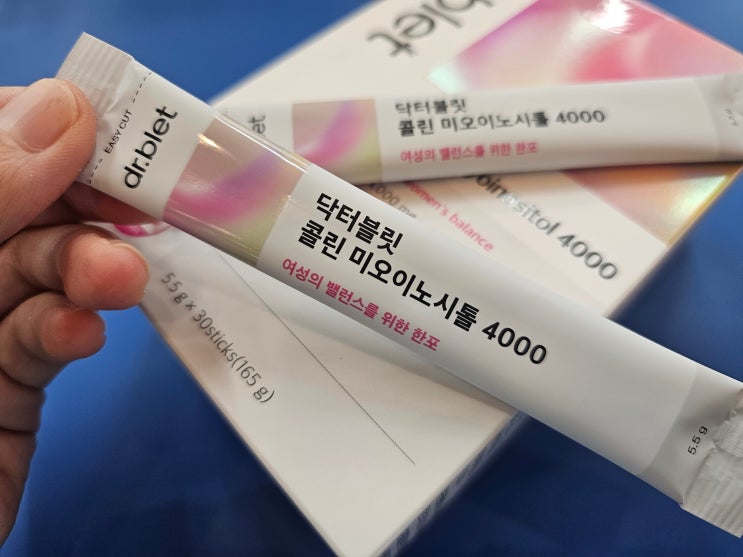 EASY CUT
dr.blet
닥터블릿
콜린 미오이노시톨 4000
여성의 밸런스를 위한 한포
5.5 g
blet
닥터블릿
콜린 미오이노시톨 4000
여성의 밸런스를 위한 한포
blet
oinositol 4000
women's balance
5.5 g × 30sticks(165 g)